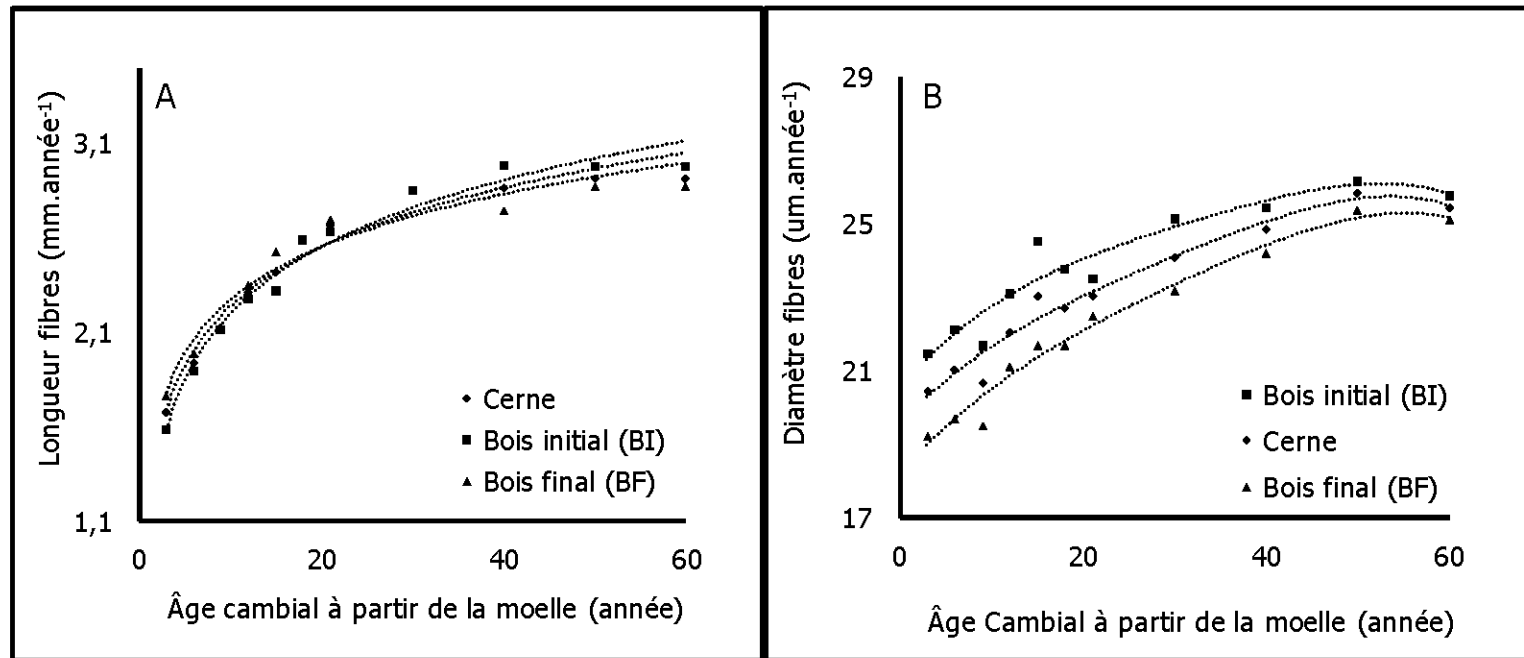 A
Longueur fibres (mm.année⁻¹)
3,1
2,1
1,1
Cerne
Bois initial (BI)
Bois final (BF)
0
20
40
60
Âge cambial à partir de la moelle (année)
B
Diamètre fibres (um.année⁻¹)
29
25
21
17
Bois initial (BI)
Cerne
Bois final (BF)
0
20
40
60
Âge Cambial à partir de la moelle (année)